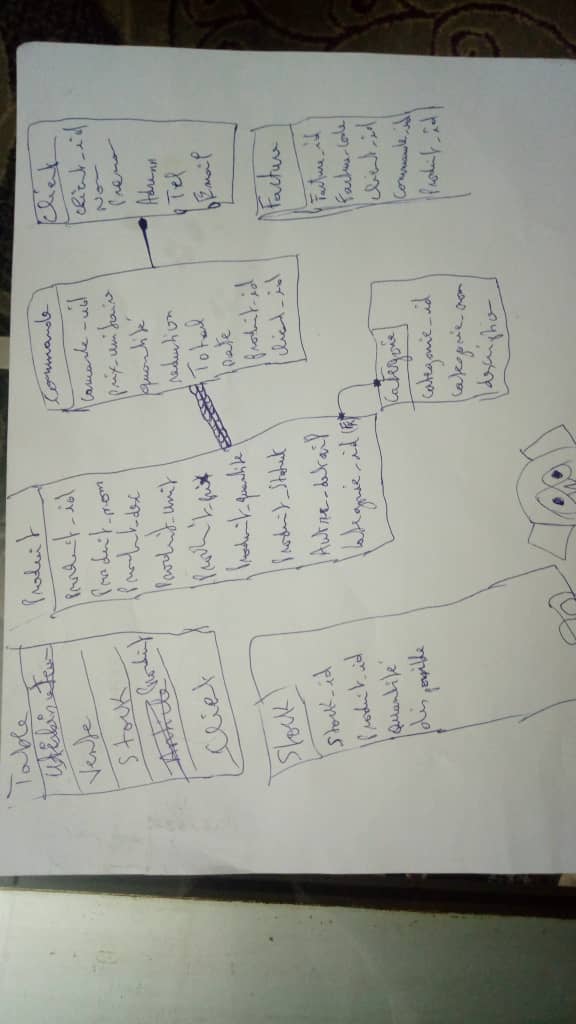 Table
Utilisateur
Vente
Stock
Article Produit
Client
Stock
Stock_id
Produit_id
quantité
disponible
Produit
Produit_id
Produit_nom
Produit_dex
Produit_unit
Produit_prix
Produit_quantité
Produit_Statut
Autre_detail
Categorie_id (FK)
Commande
comande_id
prix_unitaire
quantité
reduction
Total
Date
produit_id
client_id
Categorie
categorie_id
categorie_nom
description
Client
client_id
Nom
Prenom
Adresse
Tel
Email
Facture
Facture_id
Facture_code
client_id
Commande_id
Produit_id